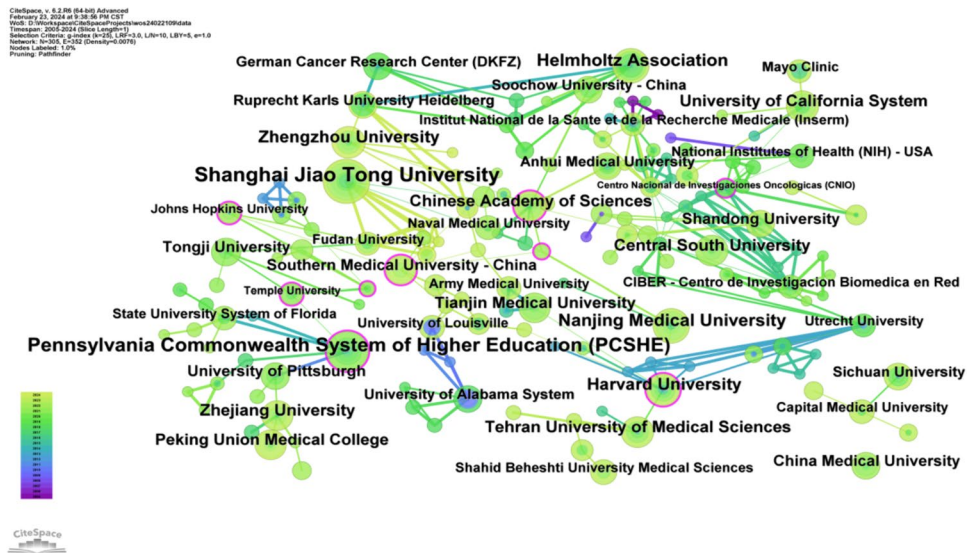 CiteSpace, v. 6.2.R6 (64-bit) Advanced
February 23, 2024 at 9:38:56 PM CST
WoS: D:\Workspace\CiteSpaceProjects\wos24022109\data
Timespan: 2005-2024 (Slice Length=1)
Selection Criteria: g-index (k=25), LRF=3.0, L/N=10, LBY=5, e=1.0
Network: N=305, E=352 (Density=0.0076)
Nodes Labeled: 1.0%
Pruning: Pathfinder
German Cancer Research Center (DKFZ)
Helmholtz Association
Mayo Clinic
Soochow University - China
Ruprecht Karls University Heidelberg
University of California System
Institut National de la Sante et de la Recherche Medicale (Inserm)
Zhengzhou University
National Institutes of Health (NIH) - USA
Anhui Medical University
Shanghai Jiao Tong University
Centro Nacional de Investigaciones Oncologicas (CNIO)
Chinese Academy of Sciences
Johns Hopkins University
Naval Medical University
Shandong University
Fudan University
Tongji University
Central South University
Southern Medical University - China
Army Medical University
CIBER - Centro de Investigacion Biomedica en Red
Temple University
Tianjin Medical University
State University System of Florida
University of Louisville
Nanjing Medical University
Utrecht University
Pennsylvania Commonwealth System of Higher Education (PCSHE)
University of Pittsburgh
Sichuan University
Harvard University
University of Alabama System
Zhejiang University
Capital Medical University
Tehran University of Medical Sciences
Peking Union Medical College
Shahid Beheshti University Medical Sciences
China Medical University
CiteSpace